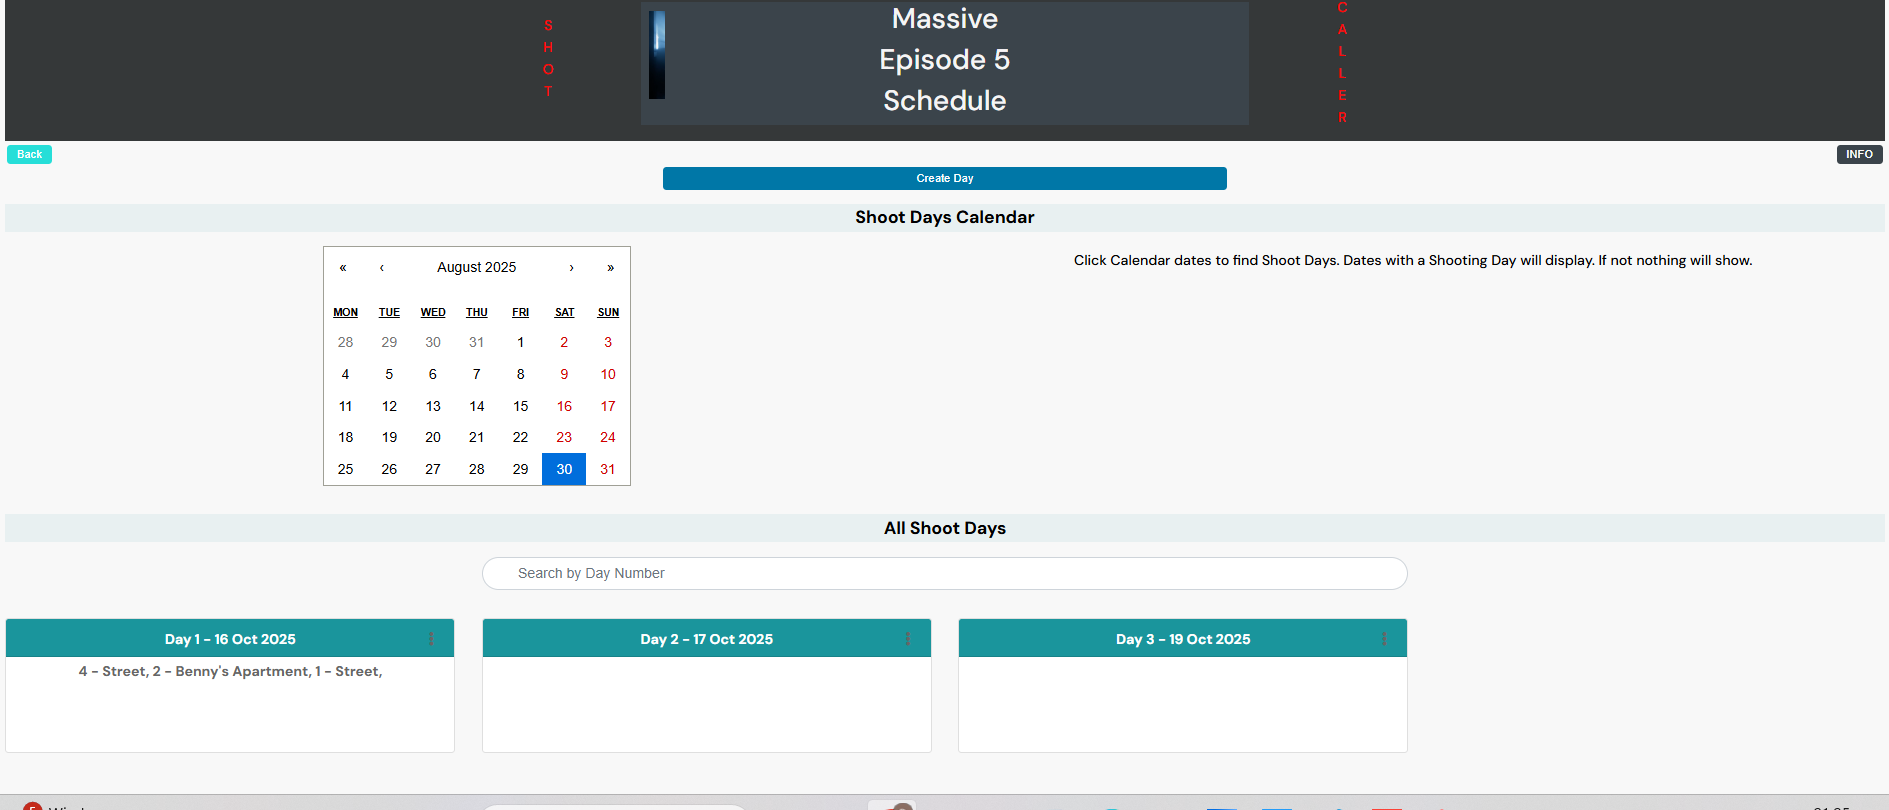 SHOT
Massive
Episode 5
Schedule
CALLER
Back
INFO
Create Day
Shoot Days Calendar
« ‹ August 2025 › »
MON TUE WED THU FRI SAT SUN
28 29 30 31 1 2 3
4 5 6 7 8 9 10
11 12 13 14 15 16 17
18 19 20 21 22 23 24
25 26 27 28 29 30 31
Click Calendar dates to find Shoot Days. Dates with a Shooting Day will display. If not nothing will show.
All Shoot Days
Search by Day Number
Day 1 - 16 Oct 2025
4 - Street, 2 - Benny's Apartment, 1 - Street,
Day 2 - 17 Oct 2025
Day 3 - 19 Oct 2025